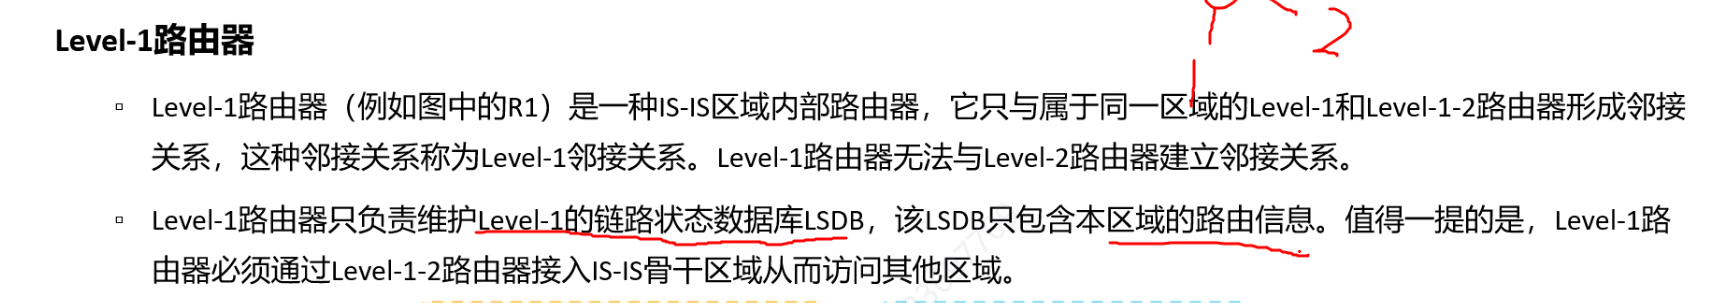 2
Level-1路由器
▫ Level-1路由器（例如图中的R1）是一种IS-IS区域内部路由器，它只与属于同一区域的Level-1和Level-1-2路由器形成邻接
关系，这种邻接关系称为Level-1邻接关系。Level-1路由器无法与Level-2路由器建立邻接关系。
▫ Level-1路由器只负责维护Level-1的链路状态数据库LSDB，该LSDB只包含本区域的路由信息。值得一提的是，Level-1路
由器必须通过Level-1-2路由器接入IS-IS骨干区域从而访问其他区域。